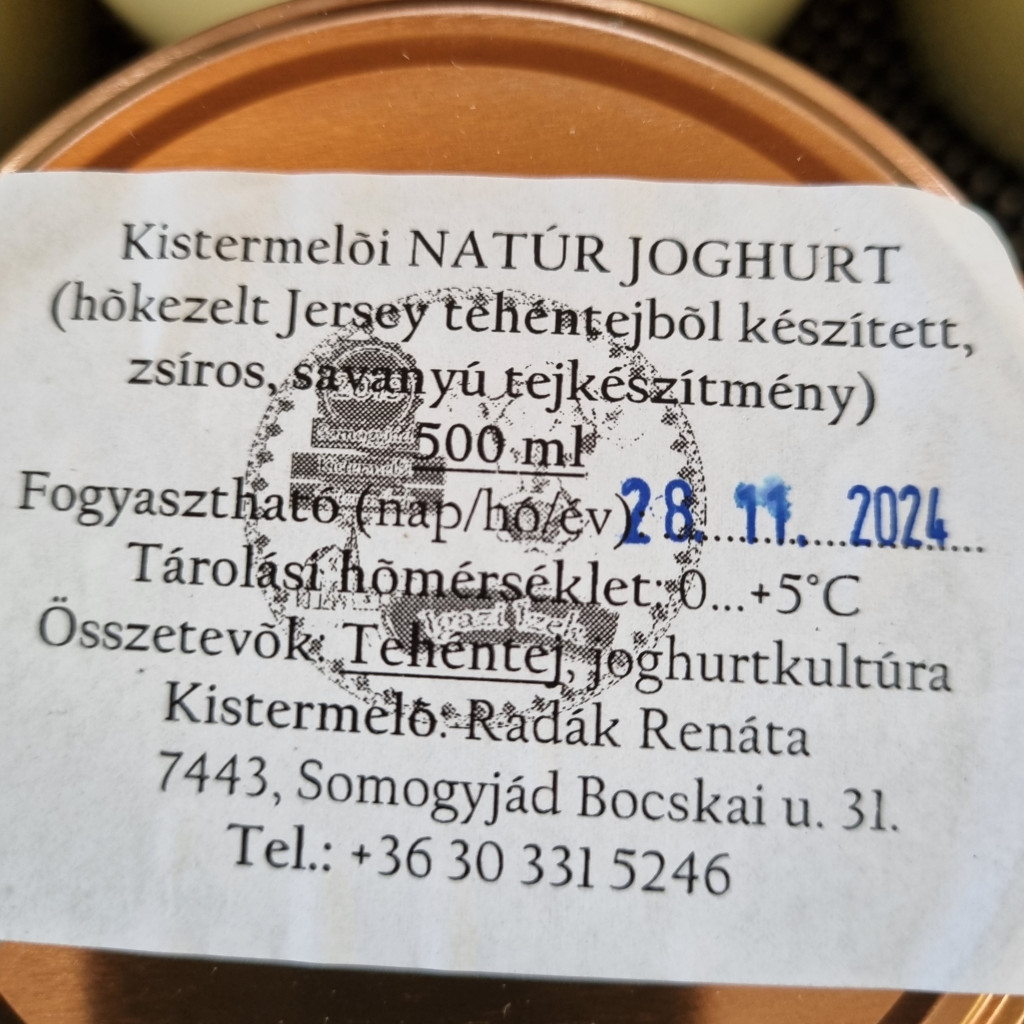 Kistermelõi NATÚR JOGHURT
(hõkezelt Jersey tehéntejbõl készített,
zsíros, savanyú tejkészítmény)
500 ml
Fogyasztható (nap/hó/év): 28. 11. 2024
Tárolási hõmérséklet: 0...+5°C
Igazi Ízek
Összetevõk: Tehéntej, joghurtkultúra
Kistermelõ: Radák Renáta
7443, Somogyjád Bocskai u. 31.
Tel.: +36 30 331 5246